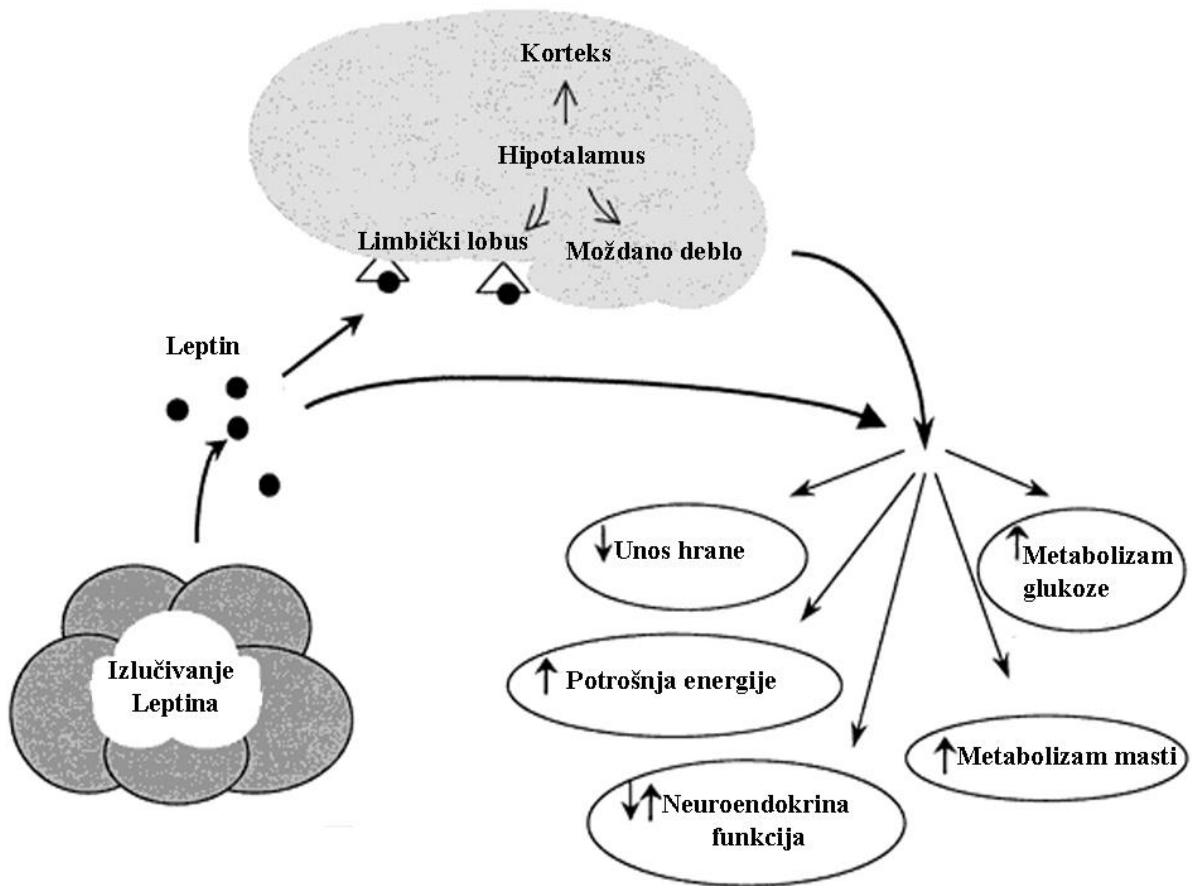 Korteks
Hipotalamus
Limbički lobus
Moždano deblo
Leptin
Izlučivanje
Leptina
Unos hrane
Metabolizam
glukoze
Potrošnja energije
Metabolizam masti
Neuroendokrina
funkcija